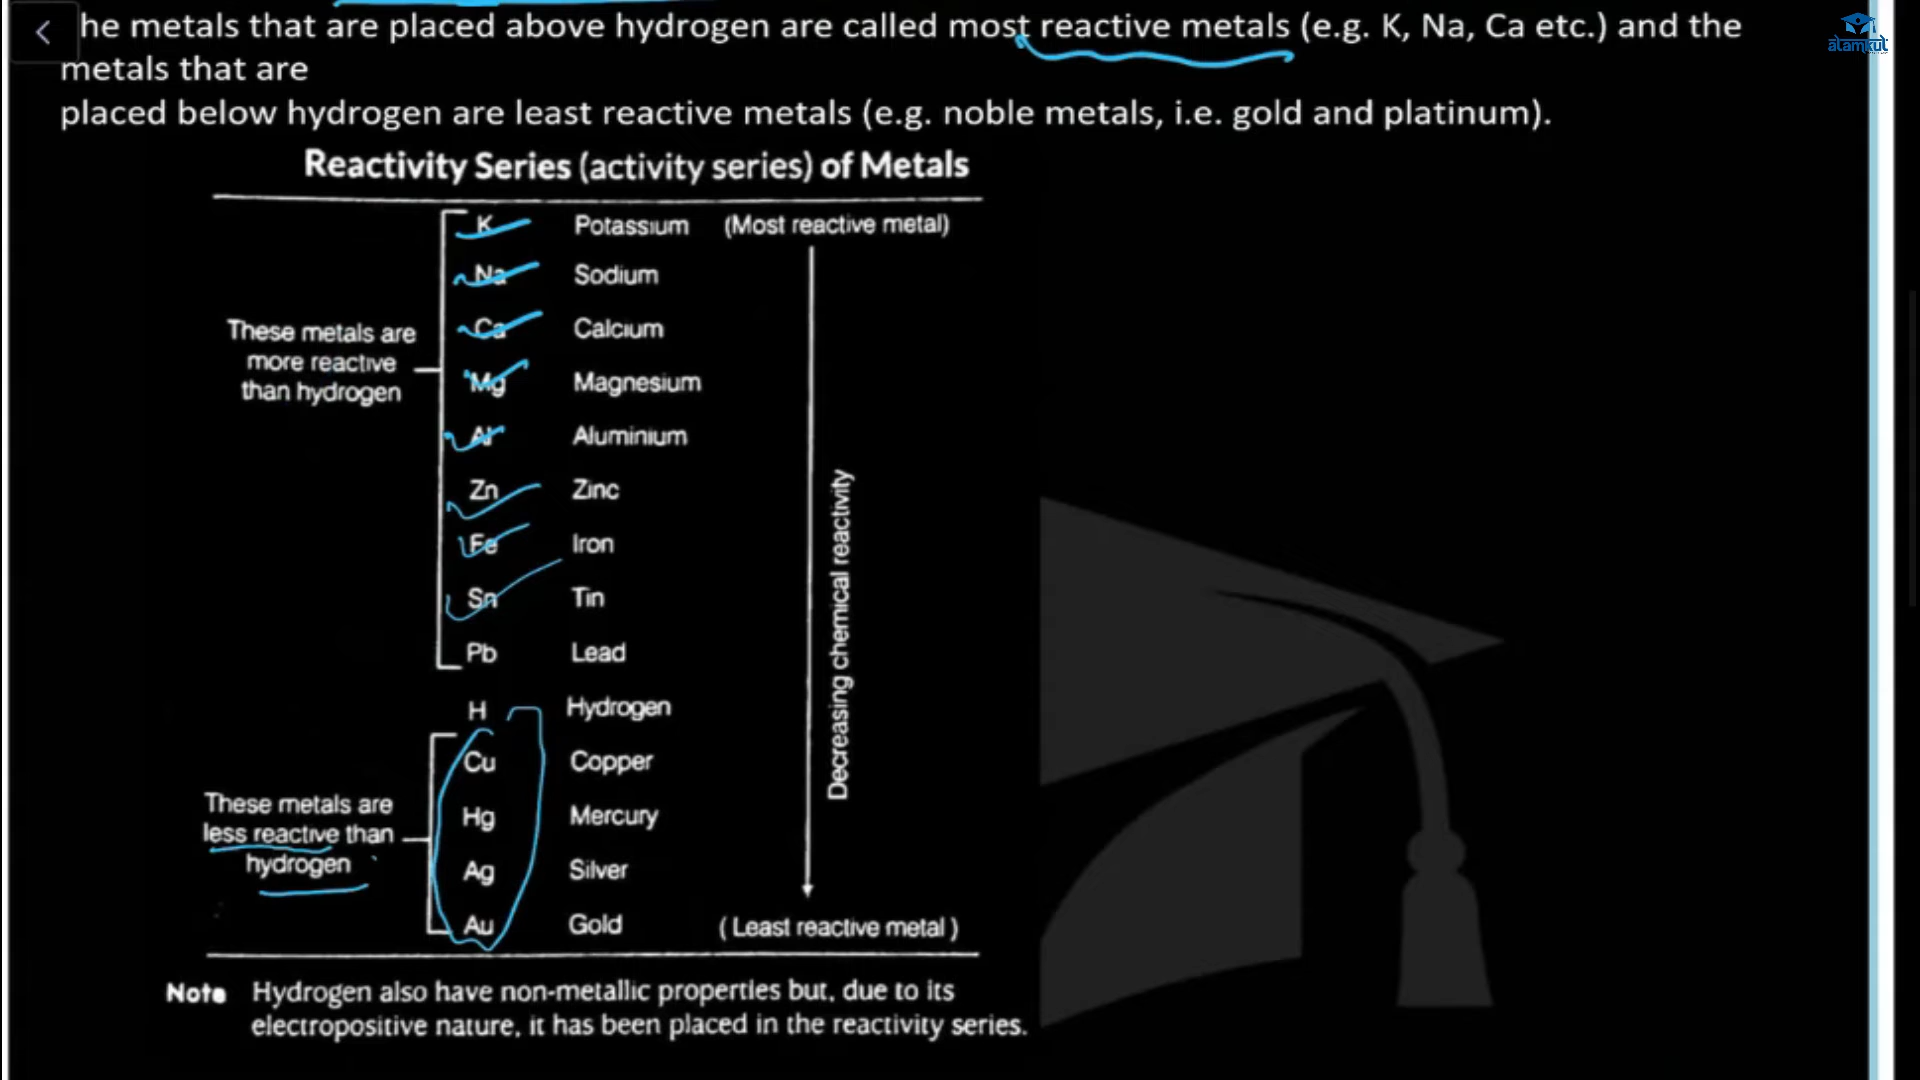 he metals that are placed above hydrogen are called most reactive metals (e.g. K, Na, Ca etc.) and the
metals that are
placed below hydrogen are least reactive metals (e.g. noble metals, i.e. gold and platinum).
alamkul
Reactivity Series (activity series) of Metals
K Potassium (Most reactive metal)
Na Sodium
Ca Calcium
These metals are
more reactive
than hydrogen
Mg Magnesium
Al Aluminium
Zn Zinc
Fe Iron
Sn Tin
Pb Lead
H Hydrogen
Decreasing chemical reactivity
Cu Copper
These metals are
less reactive than
hydrogen
Hg Mercury
Ag Silver
Au Gold (Least reactive metal)
Note Hydrogen also have non-metallic properties but, due to its
electropositive nature, it has been placed in the reactivity series.